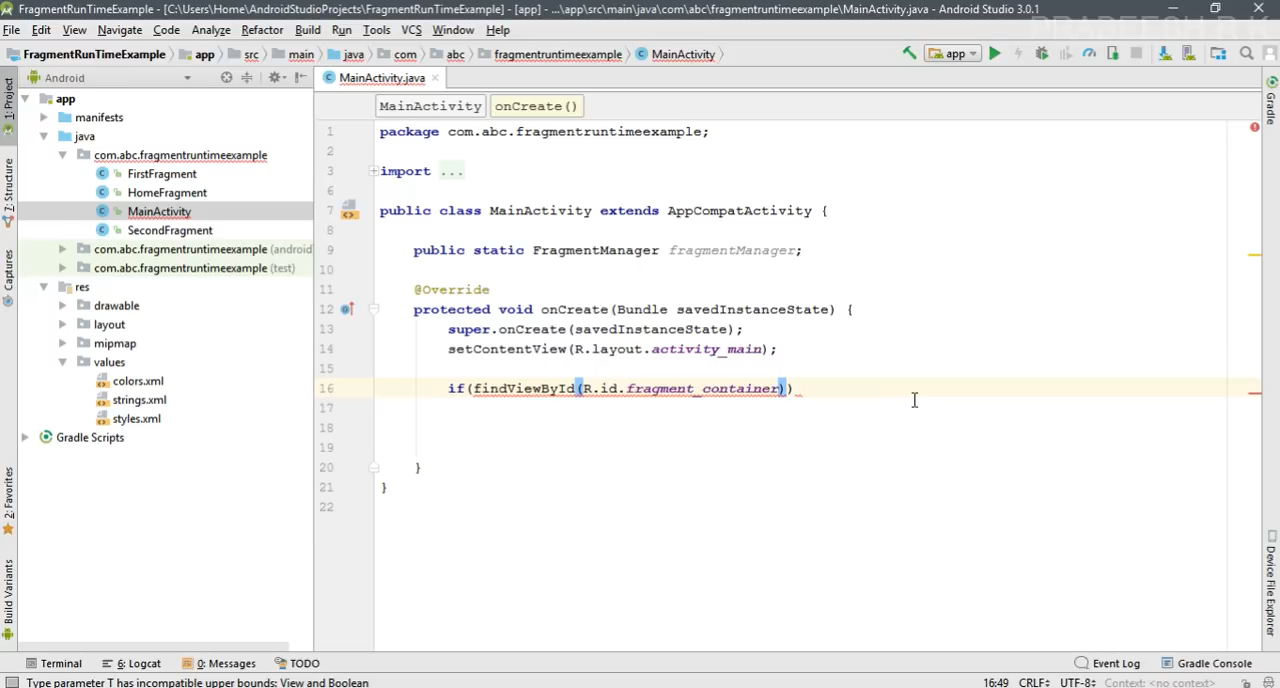 FragmentRunTimeExample - [C:\Users\Home\AndroidStudioProjects\FragmentRunTimeExample] - [app] - ...\app\src\main\java\com\abc\fragmentruntimeexample\MainActivity.java - Android Studio 3.0.1
PRADEESH R K
File Edit View Navigate Code Analyze Refactor Build Run Tools VCS Window Help
FragmentRunTimeExample app src main java com abc fragmentruntimeexample MainActivity app
1: Project
7: Structure
Captures
2: Favorites
Build Variants
Android
app
manifests
java
com.abc.fragmentruntimeexample
FirstFragment
HomeFragment
MainActivity
SecondFragment
com.abc.fragmentruntimeexample (android
com.abc.fragmentruntimeexample (test)
res
drawable
layout
mipmap
values
colors.xml
strings.xml
styles.xml
Gradle Scripts
MainActivity.java
MainActivity onCreate()
1 package com.abc.fragmentruntimeexample;
2
3 import ...
6
7 public class MainActivity extends AppCompatActivity {
8
9 public static FragmentManager fragmentManager;
10
11 @Override
12 protected void onCreate(Bundle savedInstanceState) {
13 super.onCreate(savedInstanceState);
14 setContentView(R.layout.activity_main);
15
16 if(findViewById(R.id.fragment_container))
17
18
19
20 }
21 }
22
Gradle
Device File Explorer
Terminal 6: Logcat 0: Messages TODO Event Log Gradle Console
Type parameter T has incompatible upper bounds: View and Boolean 16:49 CRLF UTF-8 Context: <no context>